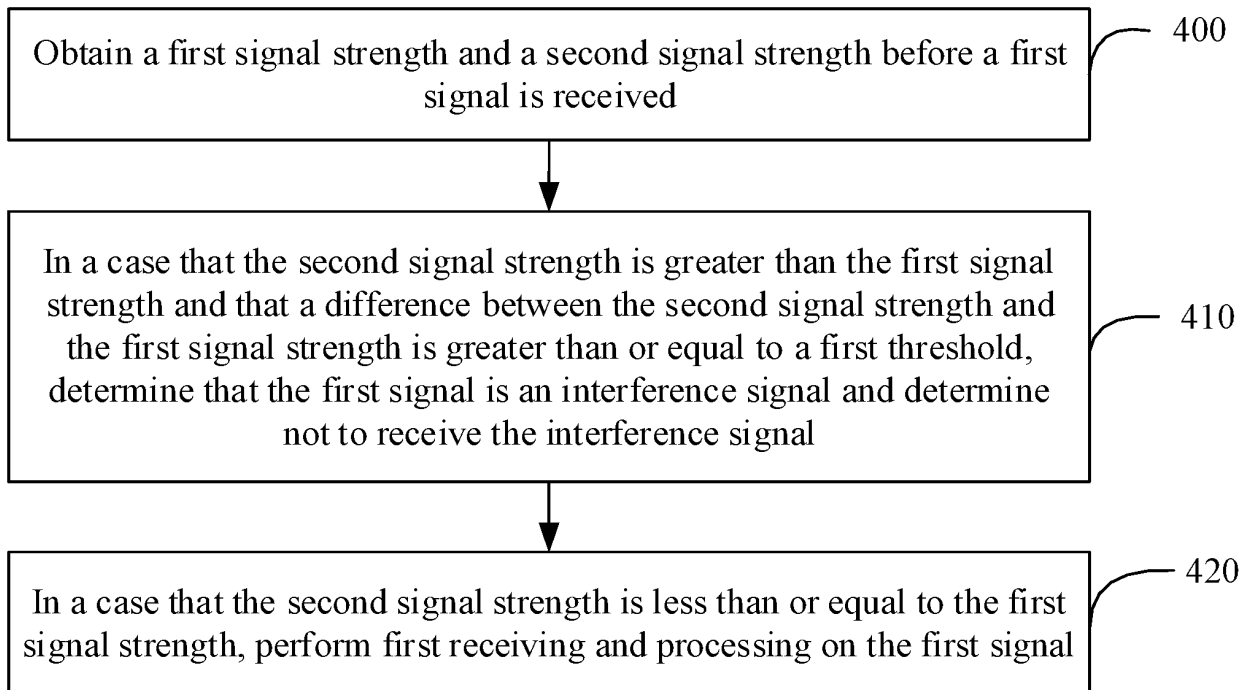 Obtain a first signal strength and a second signal strength before a first
signal is received
400
In a case that the second signal strength is greater than the first signal
strength and that a difference between the second signal strength and
the first signal strength is greater than or equal to a first threshold,
determine that the first signal is an interference signal and determine
not to receive the interference signal
410
In a case that the second signal strength is less than or equal to the first
signal strength, perform first receiving and processing on the first signal
420